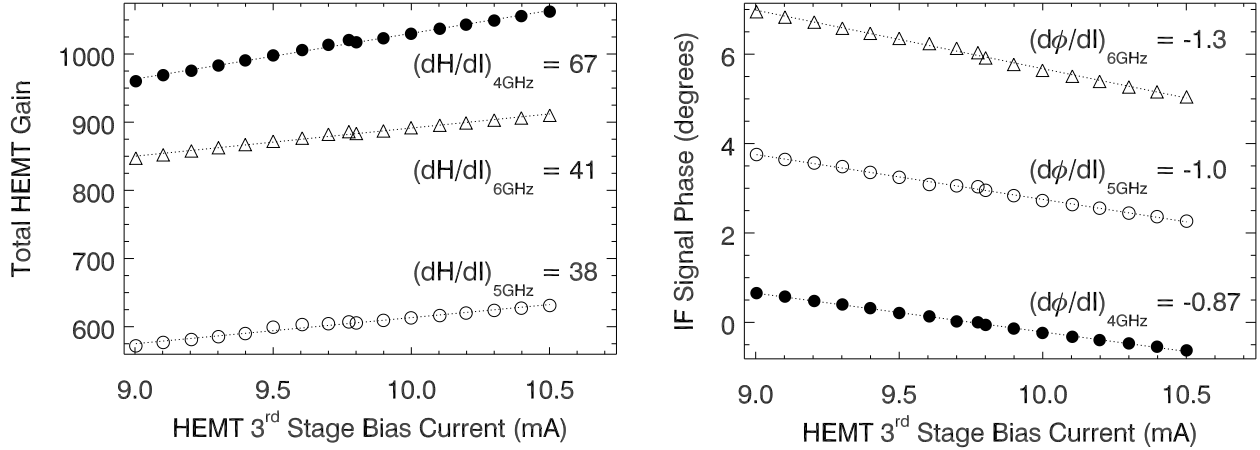 Total HEMT Gain
1000
900
800
700
600
(dH/dI)4GHz = 67
(dH/dI)6GHz = 41
(dH/dI)5GHz = 38
9.0 9.5 10.0 10.5
HEMT 3rd Stage Bias Current (mA)
IF Signal Phase (degrees)
6
4
2
0
(dϕ/dI)6GHz = -1.3
(dϕ/dI)5GHz = -1.0
(dϕ/dI)4GHz = -0.87
9.0 9.5 10.0 10.5
HEMT 3rd Stage Bias Current (mA)